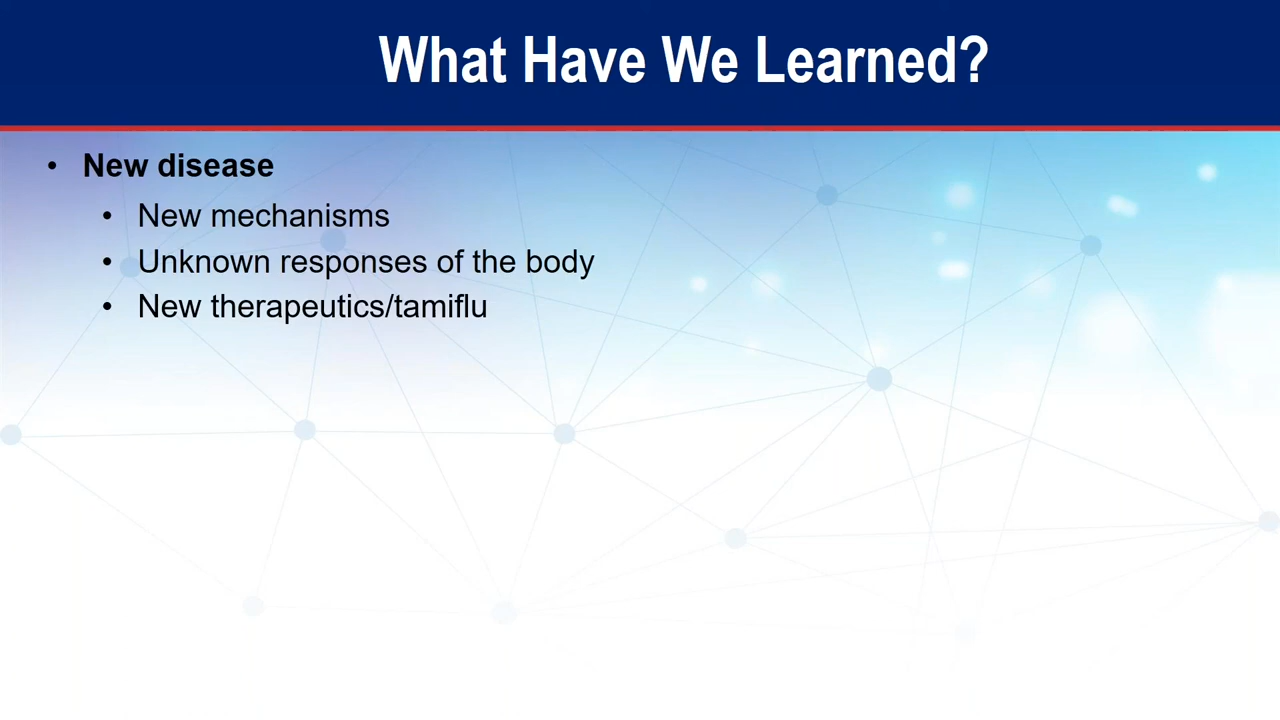 What Have We Learned?
• New disease
• New mechanisms
• Unknown responses of the body
• New therapeutics/tamiflu